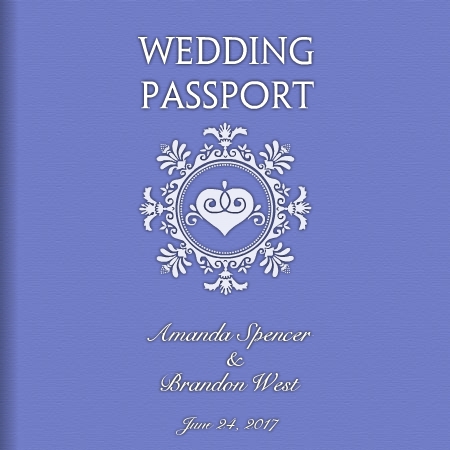 WEDDING
PASSPORT
Amanda Spencer
&
Brandon West
June 24, 2017